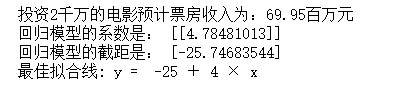 投资2千万的电影预计票房收入为：69.95百万元
回归模型的系数是： [[4.78481013]]
回归模型的截距是： [-25.74683544]
最佳拟合线: y =  -25 + 4 × x